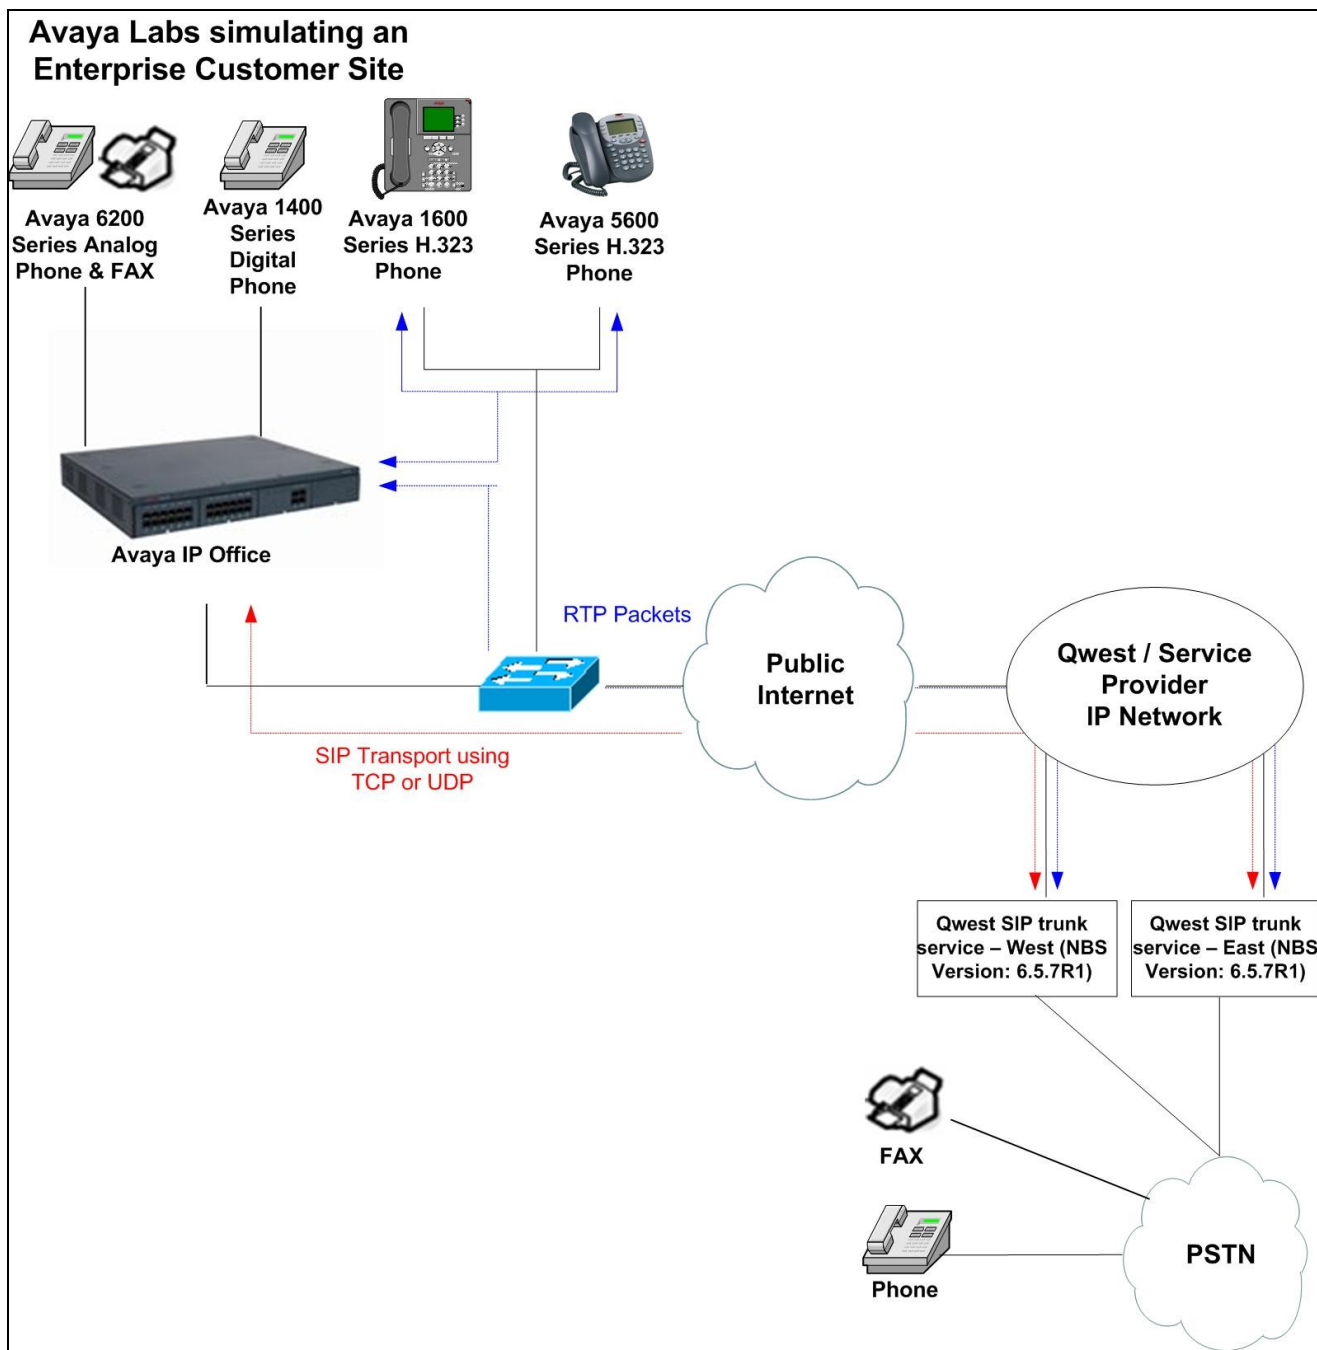 Avaya Labs simulating an
Enterprise Customer Site
Avaya 6200
Series Analog
Phone & FAX
Avaya 1400
Series
Digital
Phone
Avaya 1600
Series H.323
Phone
Avaya 5600
Series H.323
Phone
Avaya IP Office
RTP Packets
Public
Internet
Qwest / Service
Provider
IP Network
SIP Transport using
TCP or UDP
Qwest SIP trunk
service – West (NBS
Version: 6.5.7R1)
Qwest SIP trunk
service – East (NBS
Version: 6.5.7R1)
FAX
Phone
PSTN